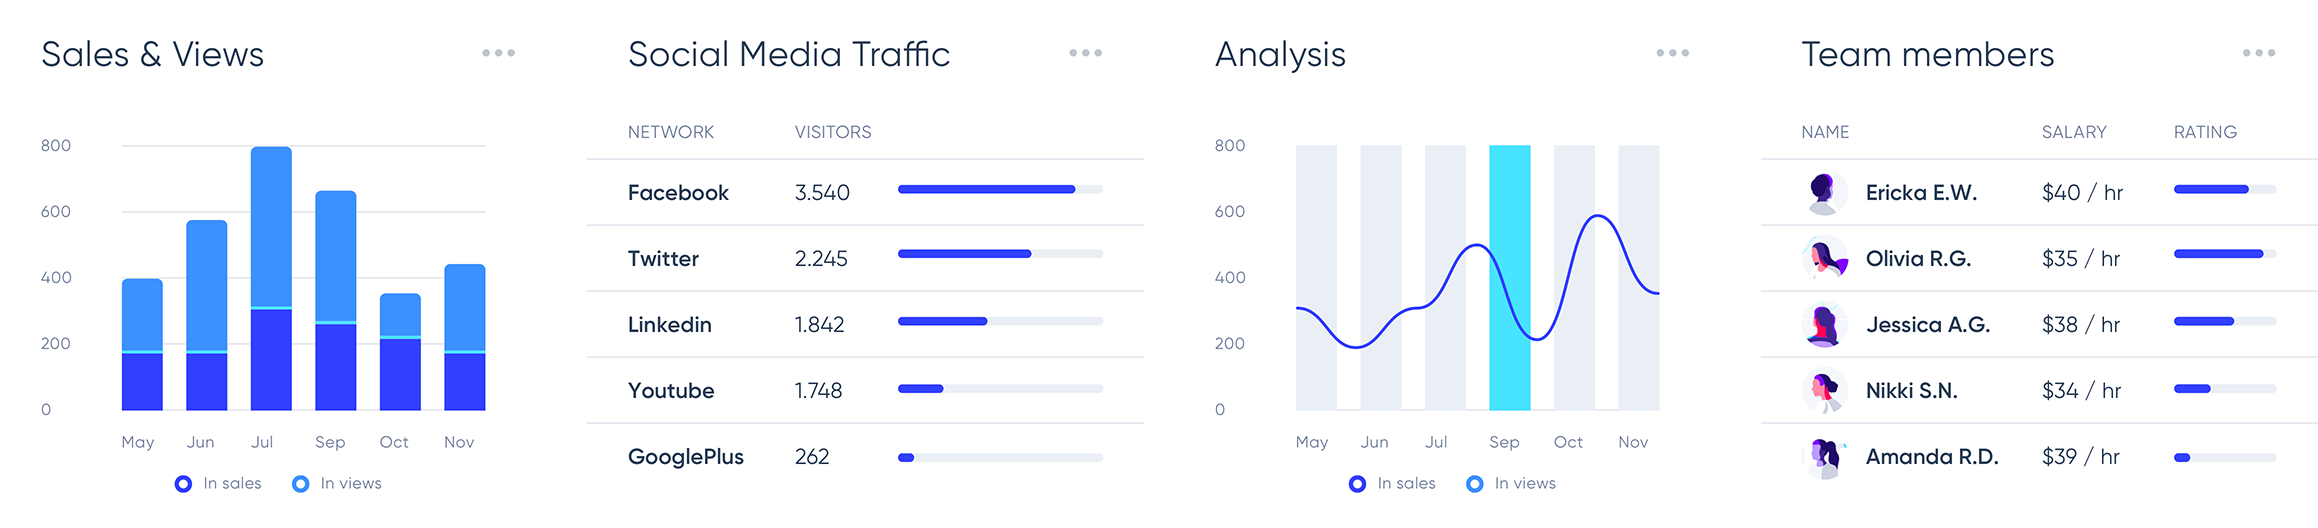 Sales & Views
800
600
400
200
0
May Jun Jul Sep Oct Nov
In sales In views
Social Media Traffic
NETWORK VISITORS
Facebook 3.540
Twitter 2.245
Linkedin 1.842
Youtube 1.748
GooglePlus 262
Analysis
800
600
400
200
0
May Jun Jul Sep Oct Nov
In sales In views
Team members
NAME SALARY RATING
Ericka E.W. $40 / hr
Olivia R.G. $35 / hr
Jessica A.G. $38 / hr
Nikki S.N. $34 / hr
Amanda R.D. $39 / hr